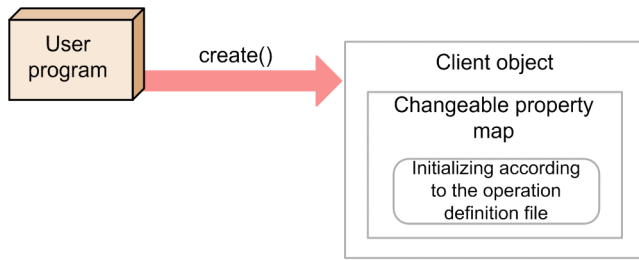 User
program
create()
Client object
Changeable property
map
Initializing according
to the operation
definition file